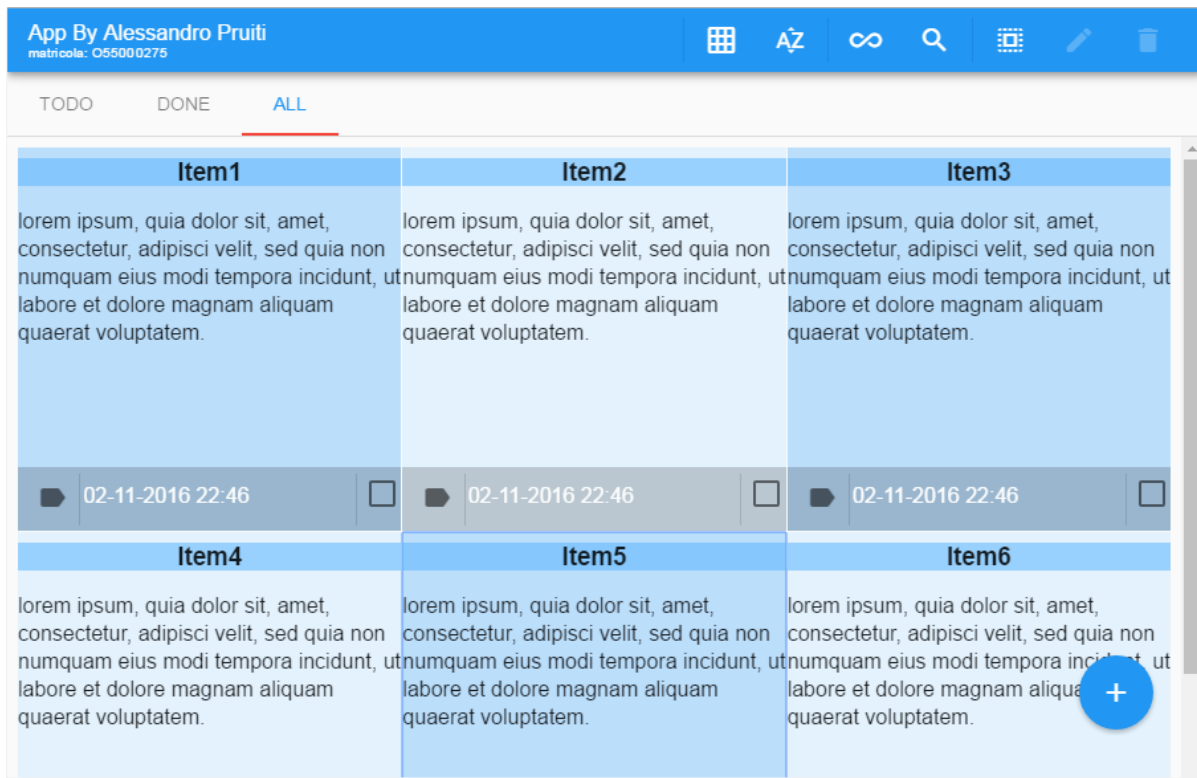 App By Alessandro Pruiti
matricola: O55000275
AZ
TODO DONE ALL
Item1
lorem ipsum, quia dolor sit, amet,
consectetur, adipisci velit, sed quia non
numquam eius modi tempora incidunt, ut
labore et dolore magnam aliquam
quaerat voluptatem.
02-11-2016 22:46
Item2
lorem ipsum, quia dolor sit, amet,
consectetur, adipisci velit, sed quia non
numquam eius modi tempora incidunt, ut
labore et dolore magnam aliquam
quaerat voluptatem.
02-11-2016 22:46
Item3
lorem ipsum, quia dolor sit, amet,
consectetur, adipisci velit, sed quia non
numquam eius modi tempora incidunt, ut
labore et dolore magnam aliquam
quaerat voluptatem.
02-11-2016 22:46
Item4
lorem ipsum, quia dolor sit, amet,
consectetur, adipisci velit, sed quia non
numquam eius modi tempora incidunt, ut
labore et dolore magnam aliquam
quaerat voluptatem.
Item5
lorem ipsum, quia dolor sit, amet,
consectetur, adipisci velit, sed quia non
numquam eius modi tempora incidunt, ut
labore et dolore magnam aliquam
quaerat voluptatem.
Item6
lorem ipsum, quia dolor sit, amet,
consectetur, adipisci velit, sed quia non
numquam eius modi tempora ut
labore et dolore magnam
quaerat voluptatem.